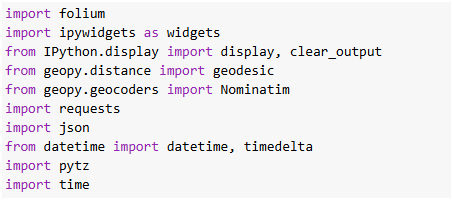 import folium
import ipywidgets as widgets
from IPython.display import display, clear_output
from geopy.distance import geodesic
from geopy.geocoders import Nominatim
import requests
import json
from datetime import datetime, timedelta
import pytz
import time